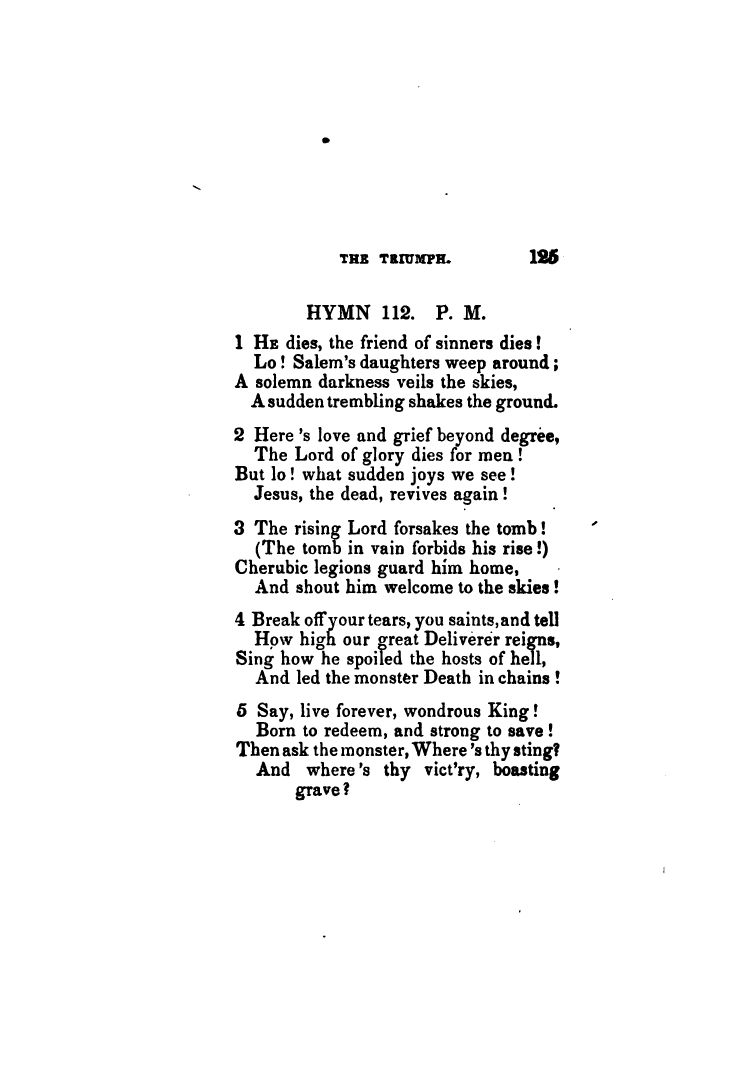 THE TRIUMPH. 125
HYMN 112. P. M.
1 HE dies, the friend of sinners dies!
Lo! Salem's daughters weep around;
A solemn darkness veils the skies,
A sudden trembling shakes the ground.
2 Here's love and grief beyond degree,
The Lord of glory dies for men!
But lo! what sudden joys we see!
Jesus, the dead, revives again!
3 The rising Lord forsakes the tomb!
(The tomb in vain forbids his rise!)
Cherubic legions guard him home,
And shout him welcome to the skies!
4 Break off your tears, you saints, and tell
How high our great Deliverer reigns,
Sing how he spoiled the hosts of hell,
And led the monster Death in chains!
5 Say, live forever, wondrous King!
Born to redeem, and strong to save!
Then ask the monster, Where's thy sting?
And where's thy vict'ry, boasting
grave?